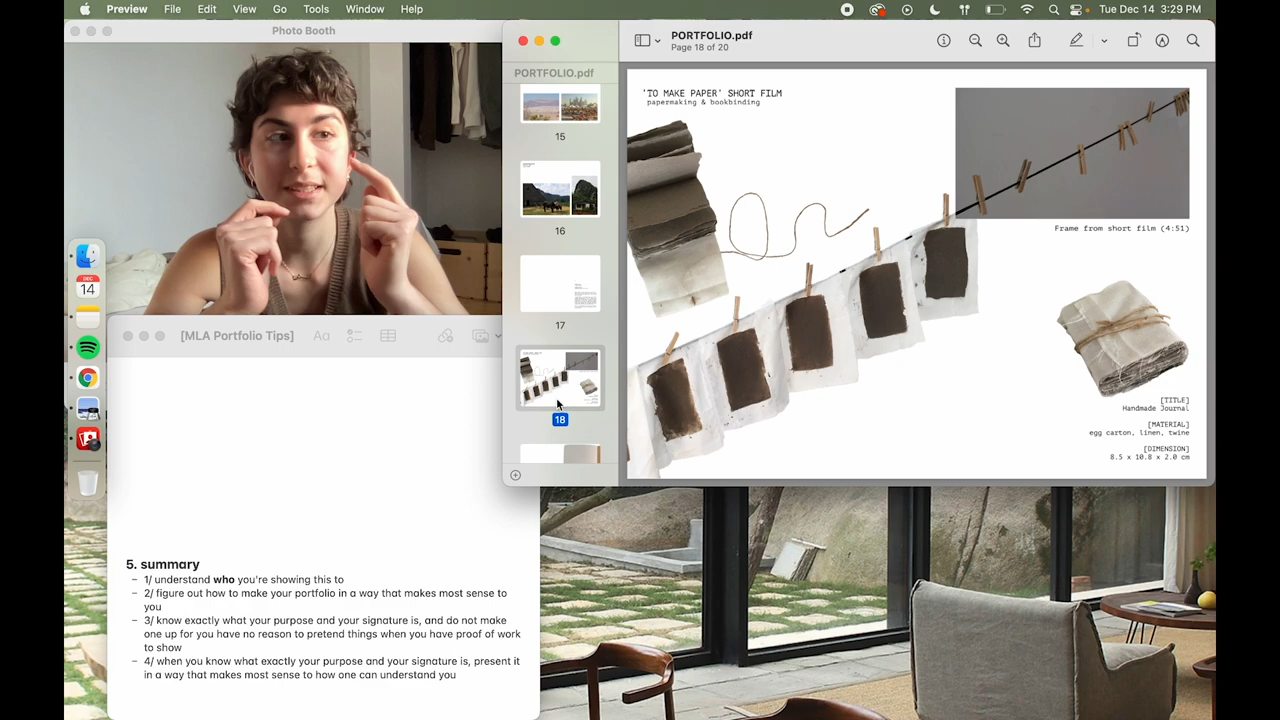 Preview File Edit View Go Tools Window Help
Tue Dec 14 3:29 PM
Photo Booth
PORTFOLIO.pdf
Page 18 of 20
PORTFOLIO.pdf
15
16
17
18
'TO MAKE PAPER' SHORT FILM
papermaking & bookbinding
Frame from short film (4:51)
[TITLE]
Handmade Journal
[MATERIAL]
egg carton, linen, twine
[DIMENSION]
8.5 x 10.8 x 2.0 cm
DEC
14
[MLA Portfolio Tips]
Aa
5. summary
– 1/ understand who you're showing this to
– 2/ figure out how to make your portfolio in a way that makes most sense to
you
– 3/ know exactly what your purpose and your signature is, and do not make
one up for you have no reason to pretend things when you have proof of work
to show
– 4/ when you know what exactly your purpose and your signature is, present it
in a way that makes most sense to how one can understand you